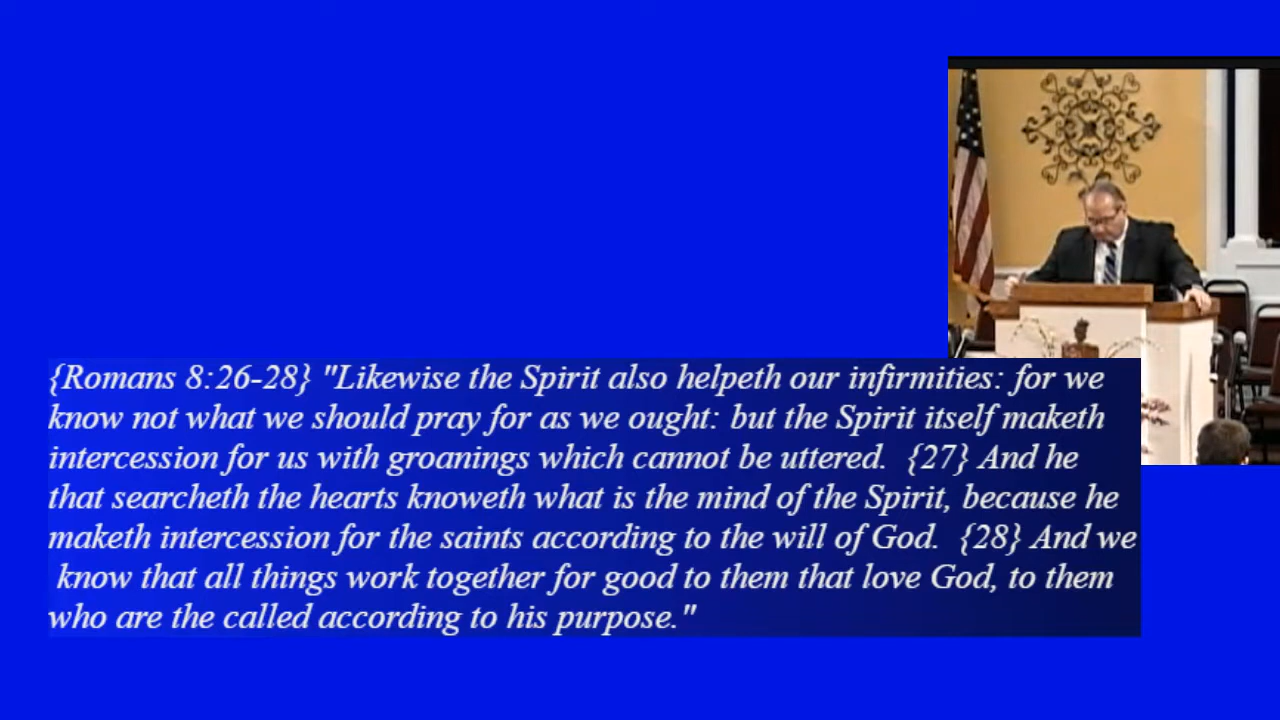 {Romans 8:26-28} "Likewise the Spirit also helpeth our infirmities: for we
know not what we should pray for as we ought: but the Spirit itself maketh
intercession for us with groanings which cannot be uttered.  {27} And he
that searcheth the hearts knoweth what is the mind of the Spirit, because he
maketh intercession for the saints according to the will of God.  {28} And we
know that all things work together for good to them that love God, to them
who are the called according to his purpose."